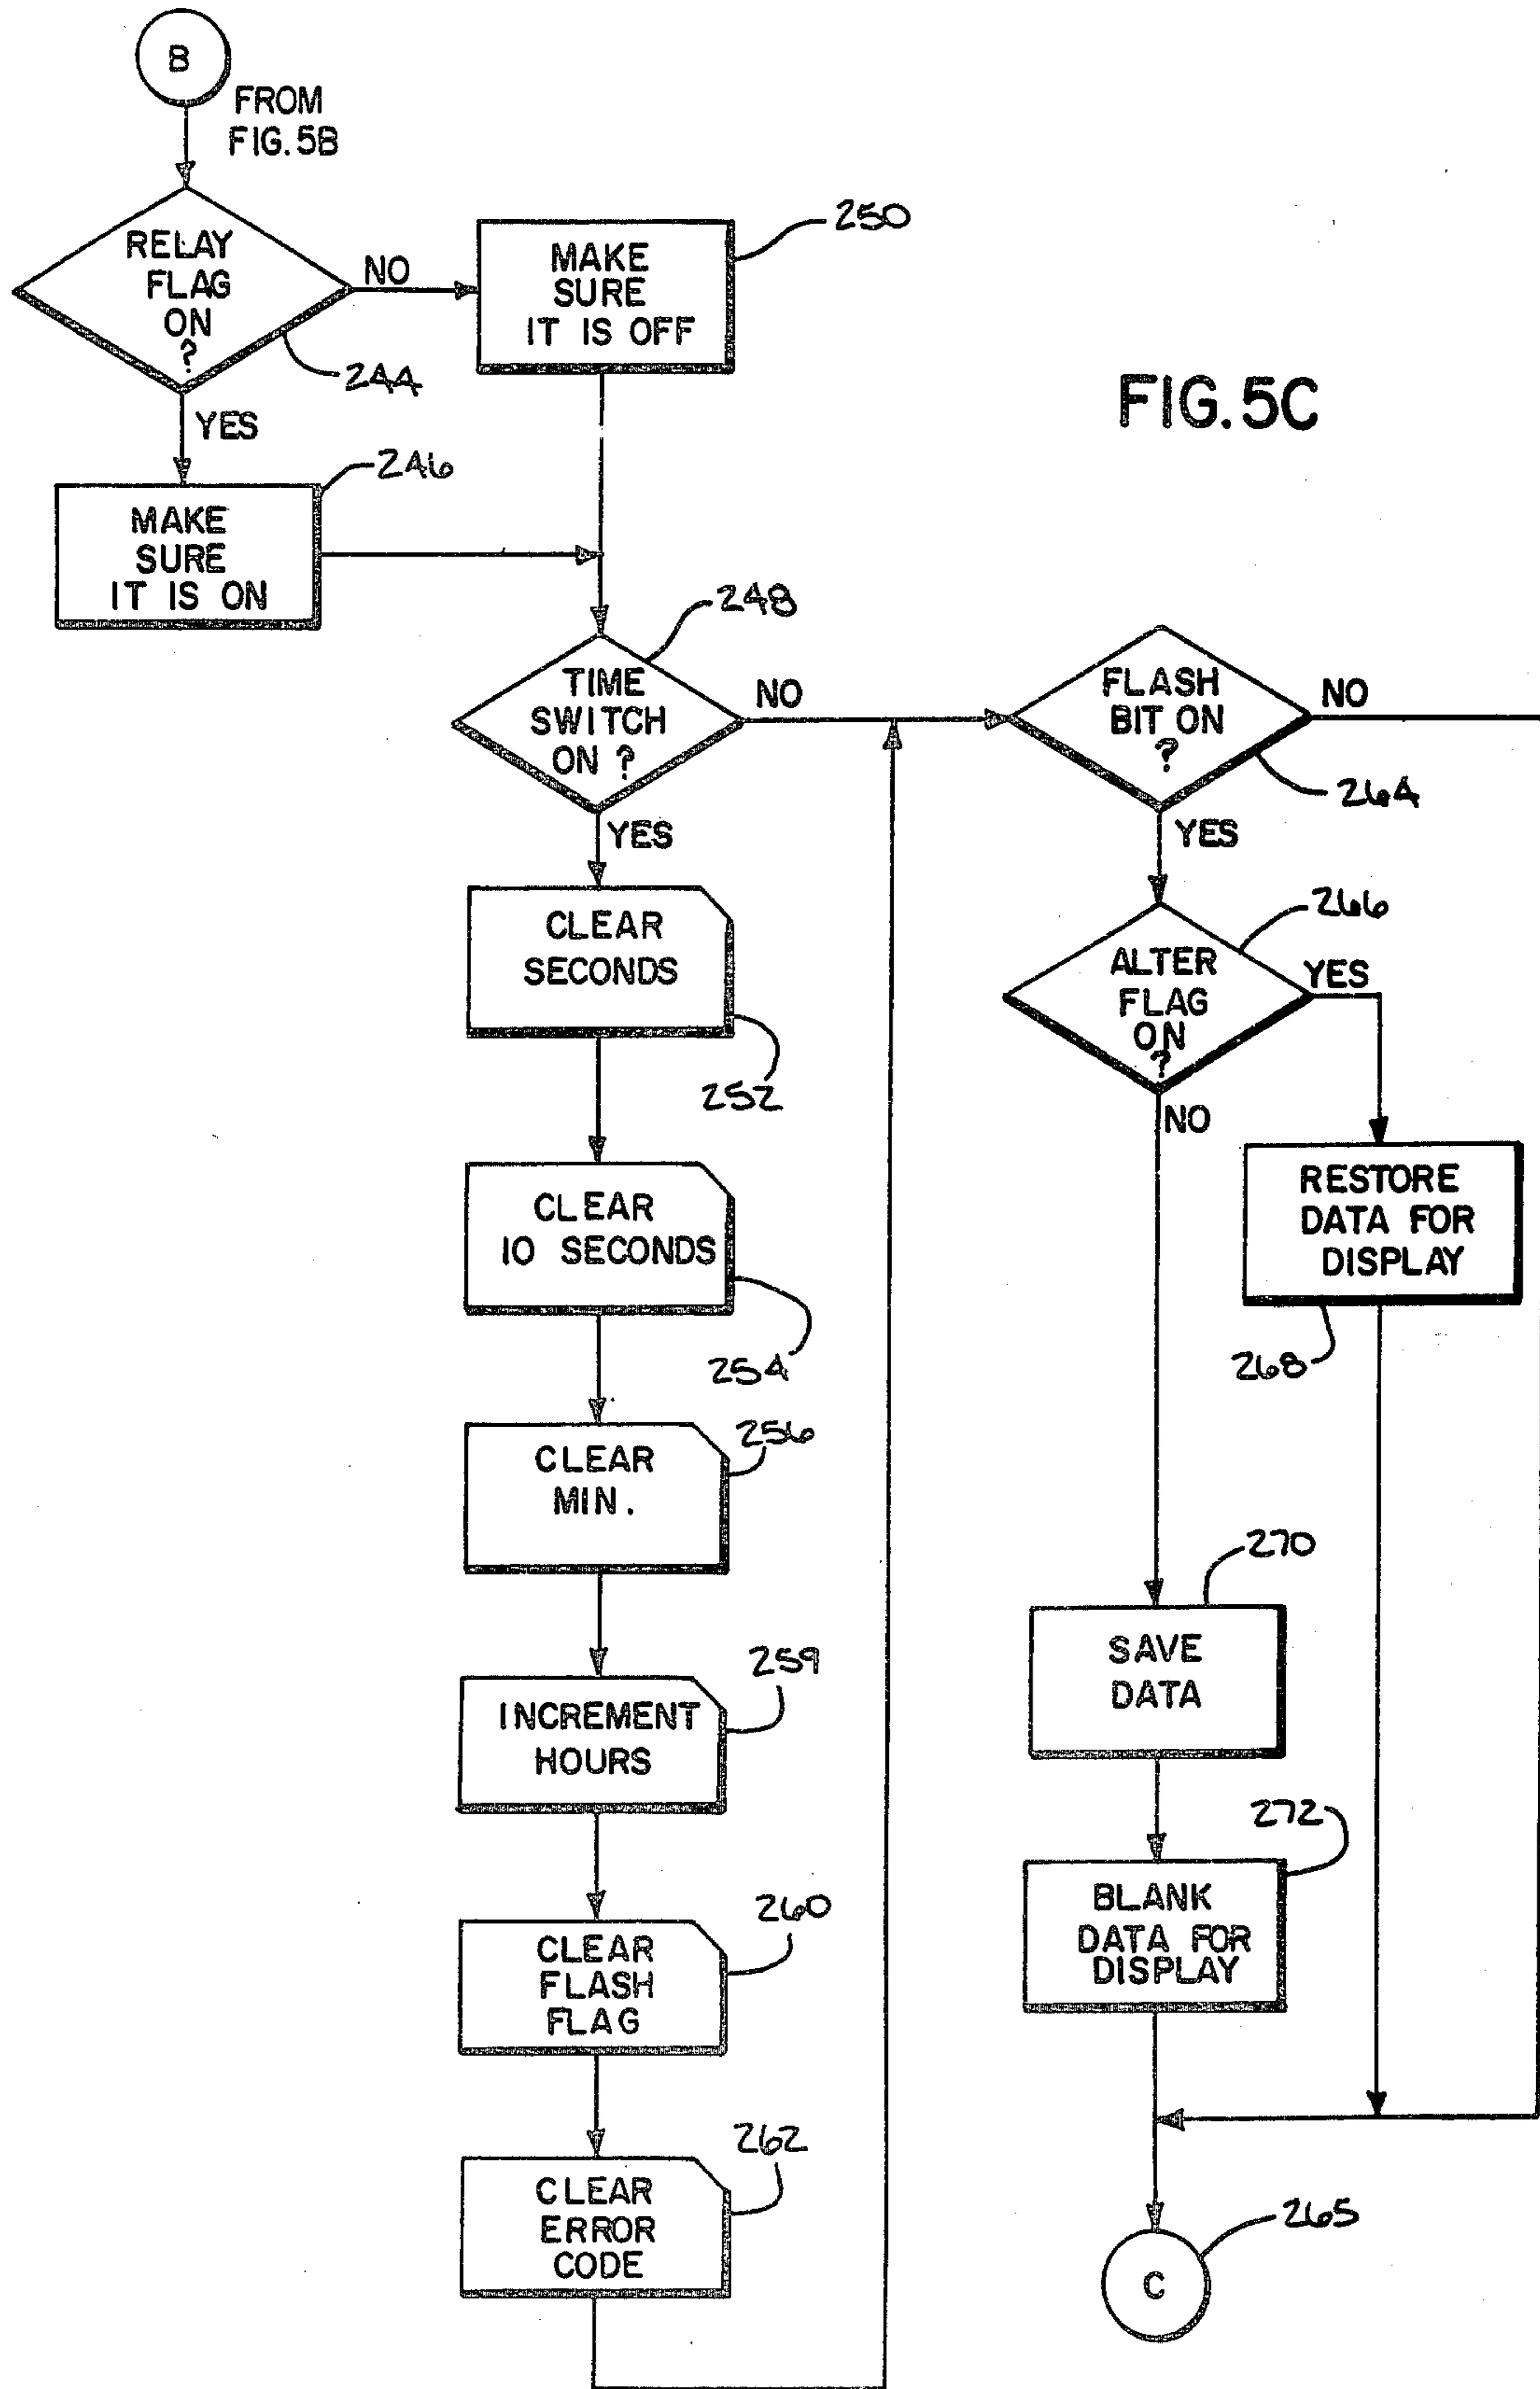 B
FROM
FIG. 5B
RELAY
FLAG
ON
?
NO
244
YES
MAKE
SURE
IT IS OFF
250
FIG. 5C
246
MAKE
SURE
IT IS ON
248
TIME
SWITCH
ON ?
NO
YES
CLEAR
SECONDS
252
CLEAR
10 SECONDS
254
CLEAR
MIN.
256
INCREMENT
HOURS
259
CLEAR
FLASH
FLAG
260
CLEAR
ERROR
CODE
262
FLASH
BIT ON
?
NO
264
YES
266
ALTER
FLAG
ON
?
YES
NO
RESTORE
DATA FOR
DISPLAY
268
270
SAVE
DATA
272
BLANK
DATA FOR
DISPLAY
265
C